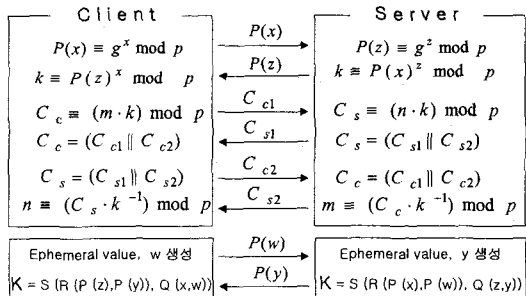 Client Server
P(x)
P(x) ≡ g^x mod p P(z) ≡ g^z mod p
P(z)
k ≡ P(z)^x mod p k ≡ P(x)^z mod p
C_c1
C_c ≡ (m · k) mod p C_s ≡ (n · k) mod p
C_s1
C_c = (C_c1 ∥ C_c2) C_s = (C_s1 ∥ C_s2)
C_c2
C_s = (C_s1 ∥ C_s2) C_c = (C_c1 ∥ C_c2)
C_s2
n ≡ (C_s · k^-1) mod p m ≡ (C_c · k^-1) mod p
P(w)
Ephemeral value, w 생성 Ephemeral value, y 생성
P(y)
K = S (R (P (z),P (y)), Q (x,w)) K = S (R (P (x),P (w)), Q (z,y))